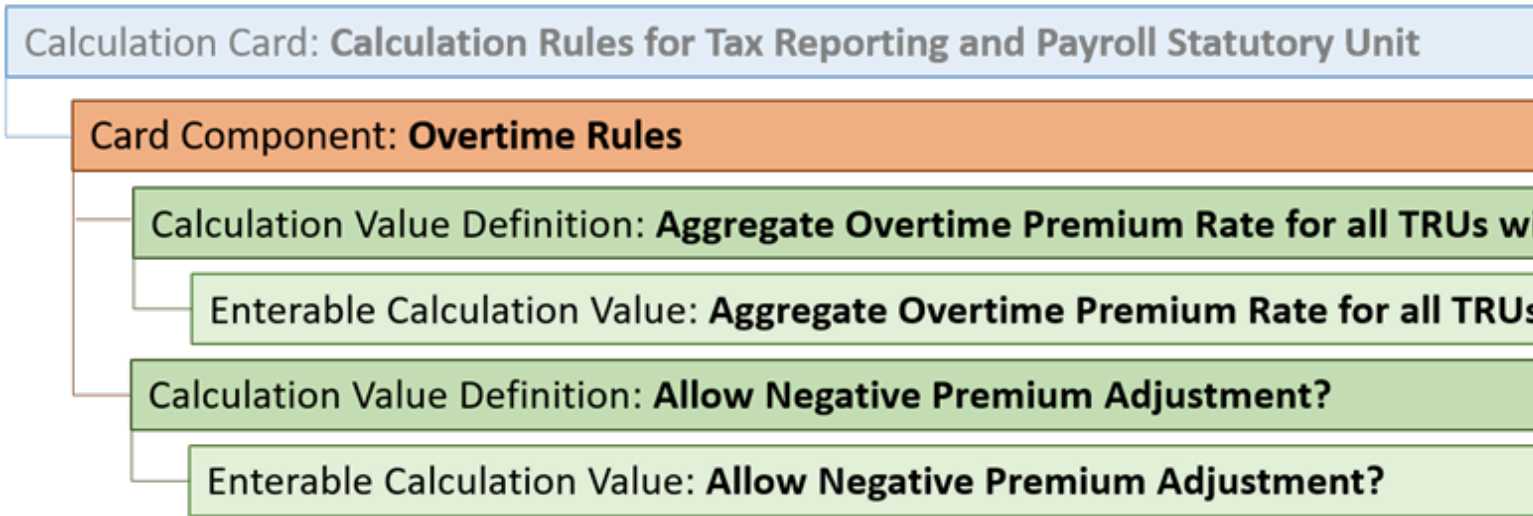 Calculation Card: Calculation Rules for Tax Reporting and Payroll Statutory Unit
Card Component: Overtime Rules
Calculation Value Definition: Aggregate Overtime Premium Rate for all TRUs
Enterable Calculation Value: Aggregate Overtime Premium Rate for all TRUs
Calculation Value Definition: Allow Negative Premium Adjustment?
Enterable Calculation Value: Allow Negative Premium Adjustment?